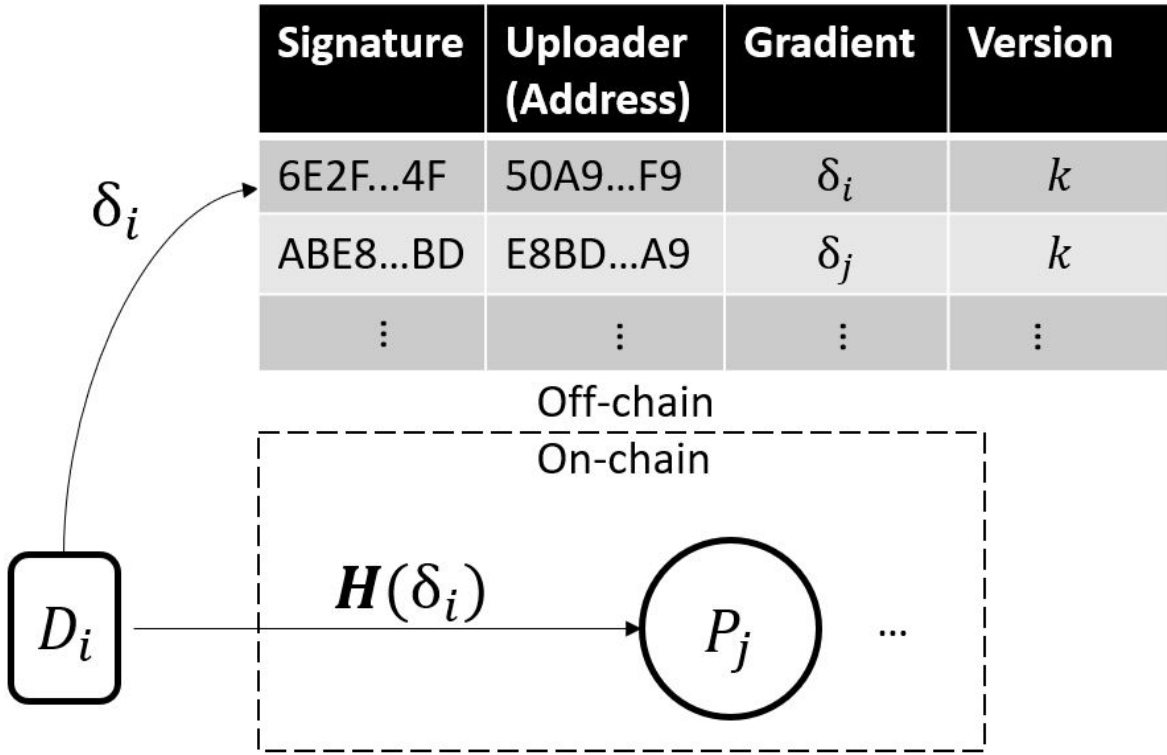 Signature Uploader (Address) Gradient Version
6E2F...4F 50A9...F9 δ_i k
ABE8...BD E8BD...A9 δ_j k
⋮ ⋮ ⋮ ⋮
δ_i
Off-chain
On-chain
H(δ_i)
D_i
P_j
...